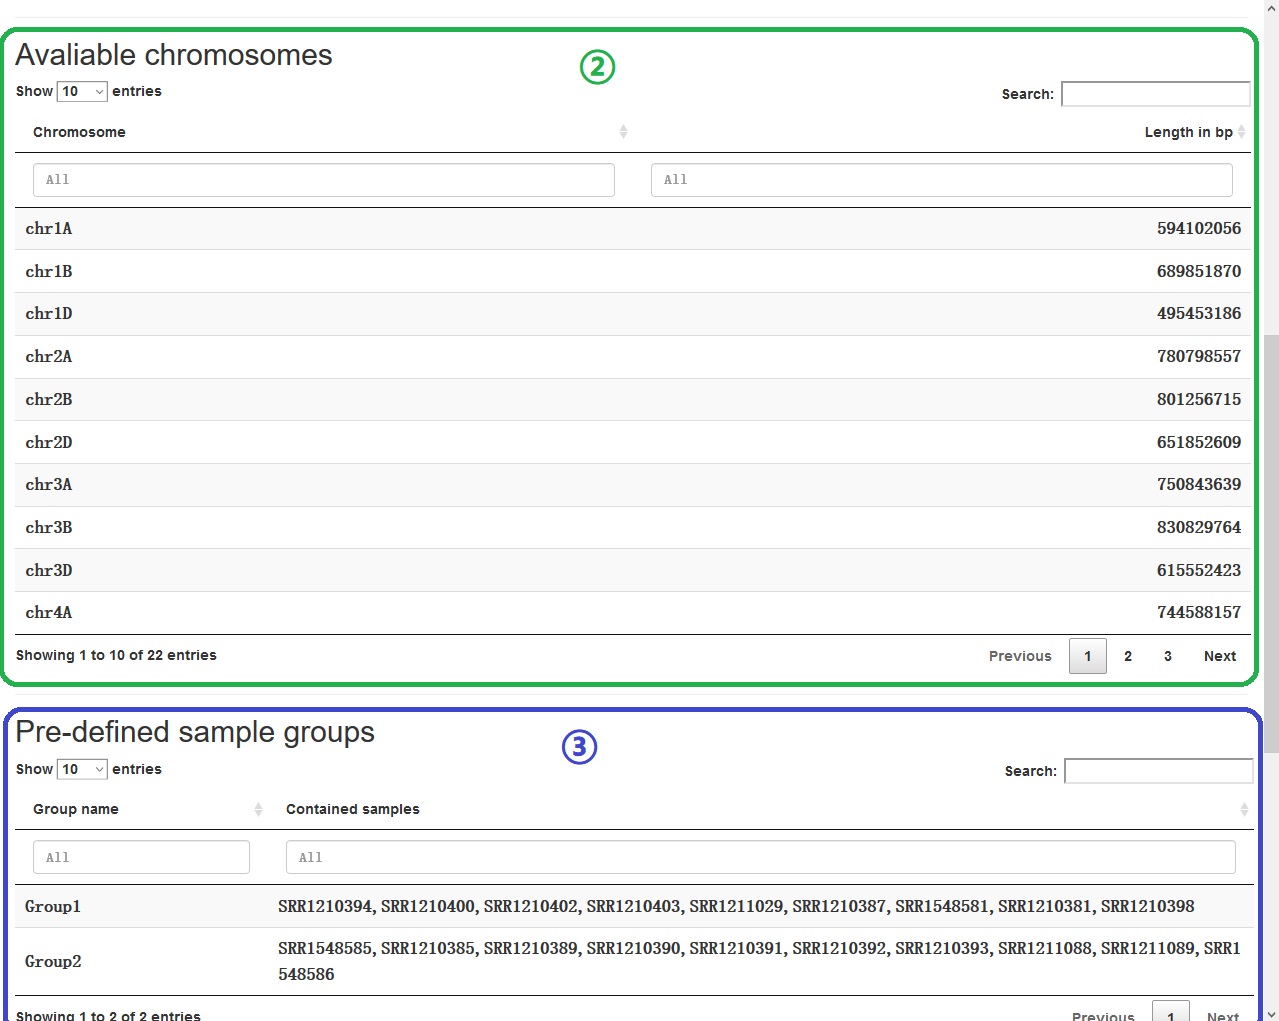 Avaliable chromosomes
②
Show 10 entries
Search:
Chromosome Length in bp
All All
chr1A 594102056
chr1B 689851870
chr1D 495453186
chr2A 780798557
chr2B 801256715
chr2D 651852609
chr3A 750843639
chr3B 830829764
chr3D 615552423
chr4A 744588157
Showing 1 to 10 of 22 entries Previous 1 2 3 Next
Pre-defined sample groups
③
Show 10 entries
Search:
Group name Contained samples
All All
Group1 SRR1210394, SRR1210400, SRR1210402, SRR1210403, SRR1211029, SRR1210387, SRR1548581, SRR1210381, SRR1210398
Group2 SRR1548585, SRR1210385, SRR1210389, SRR1210390, SRR1210391, SRR1210392, SRR1210393, SRR1211088, SRR1211089, SRR1
548586
Showing 1 to 2 of 2 entries Previous 1 Next